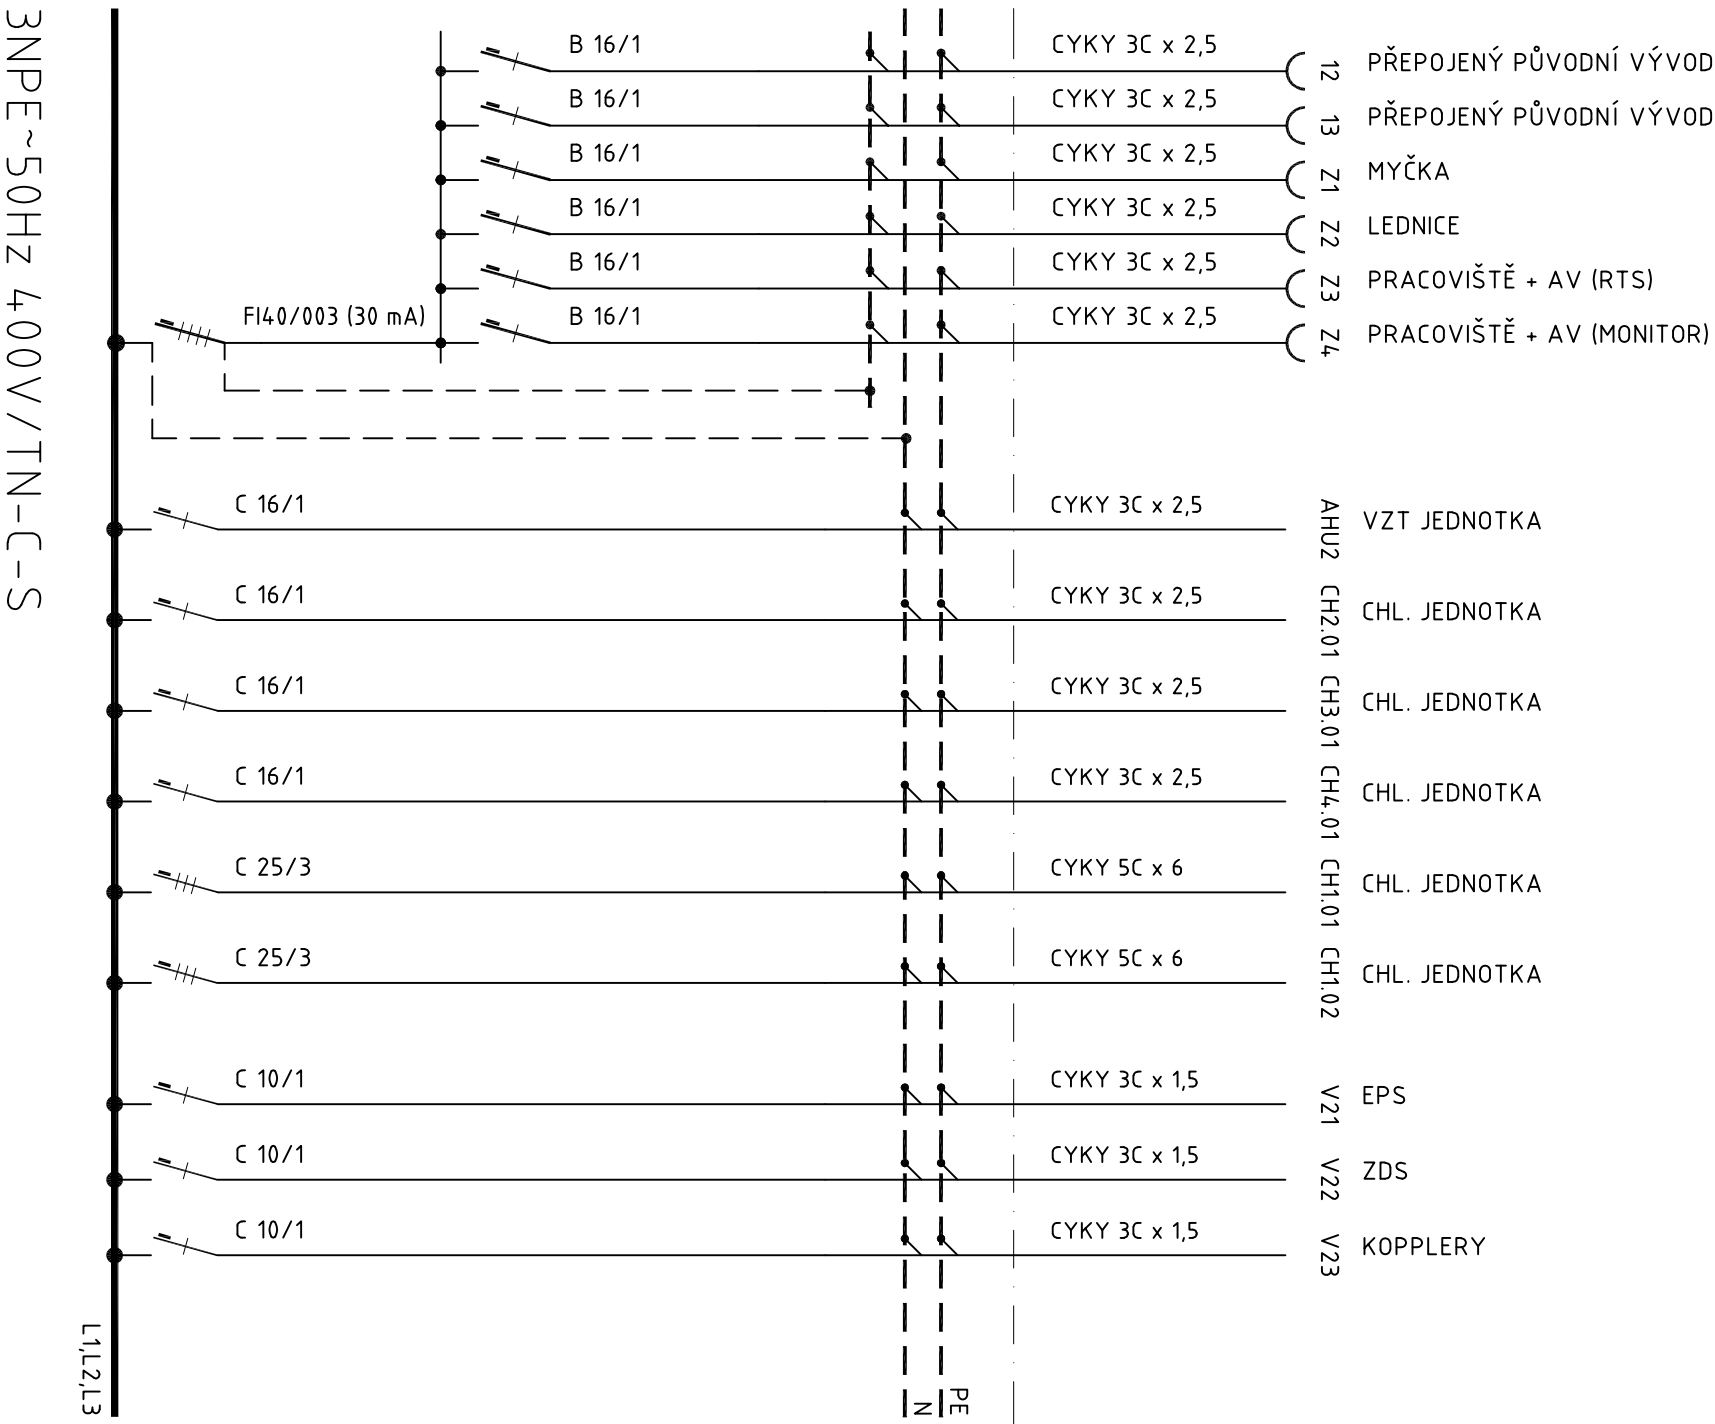 3NPE~50Hz 400V/TN-C-S
B 16/1 CYKY 3C x 2,5 12 PŘEPOJENÝ PŮVODNÍ VÝVOD
B 16/1 CYKY 3C x 2,5 13 PŘEPOJENÝ PŮVODNÍ VÝVOD
B 16/1 CYKY 3C x 2,5 Z1 MYČKA
B 16/1 CYKY 3C x 2,5 Z2 LEDNICE
B 16/1 CYKY 3C x 2,5 Z3 PRACOVIŠTĚ + AV (RTS)
FI40/003 (30 mA) B 16/1 CYKY 3C x 2,5 Z4 PRACOVIŠTĚ + AV (MONITOR)
C 16/1 CYKY 3C x 2,5 AHU2 VZT JEDNOTKA
C 16/1 CYKY 3C x 2,5 CH2.01 CHL. JEDNOTKA
C 16/1 CYKY 3C x 2,5 CH3.01 CHL. JEDNOTKA
C 16/1 CYKY 3C x 2,5 CH4.01 CHL. JEDNOTKA
C 25/3 CYKY 5C x 6 CH1.01 CHL. JEDNOTKA
C 25/3 CYKY 5C x 6 CH1.02 CHL. JEDNOTKA
C 10/1 CYKY 3C x 1,5 V21 EPS
C 10/1 CYKY 3C x 1,5 V22 ZDS
C 10/1 CYKY 3C x 1,5 V23 KOPPLERY
L1,L2,L3
N
PE